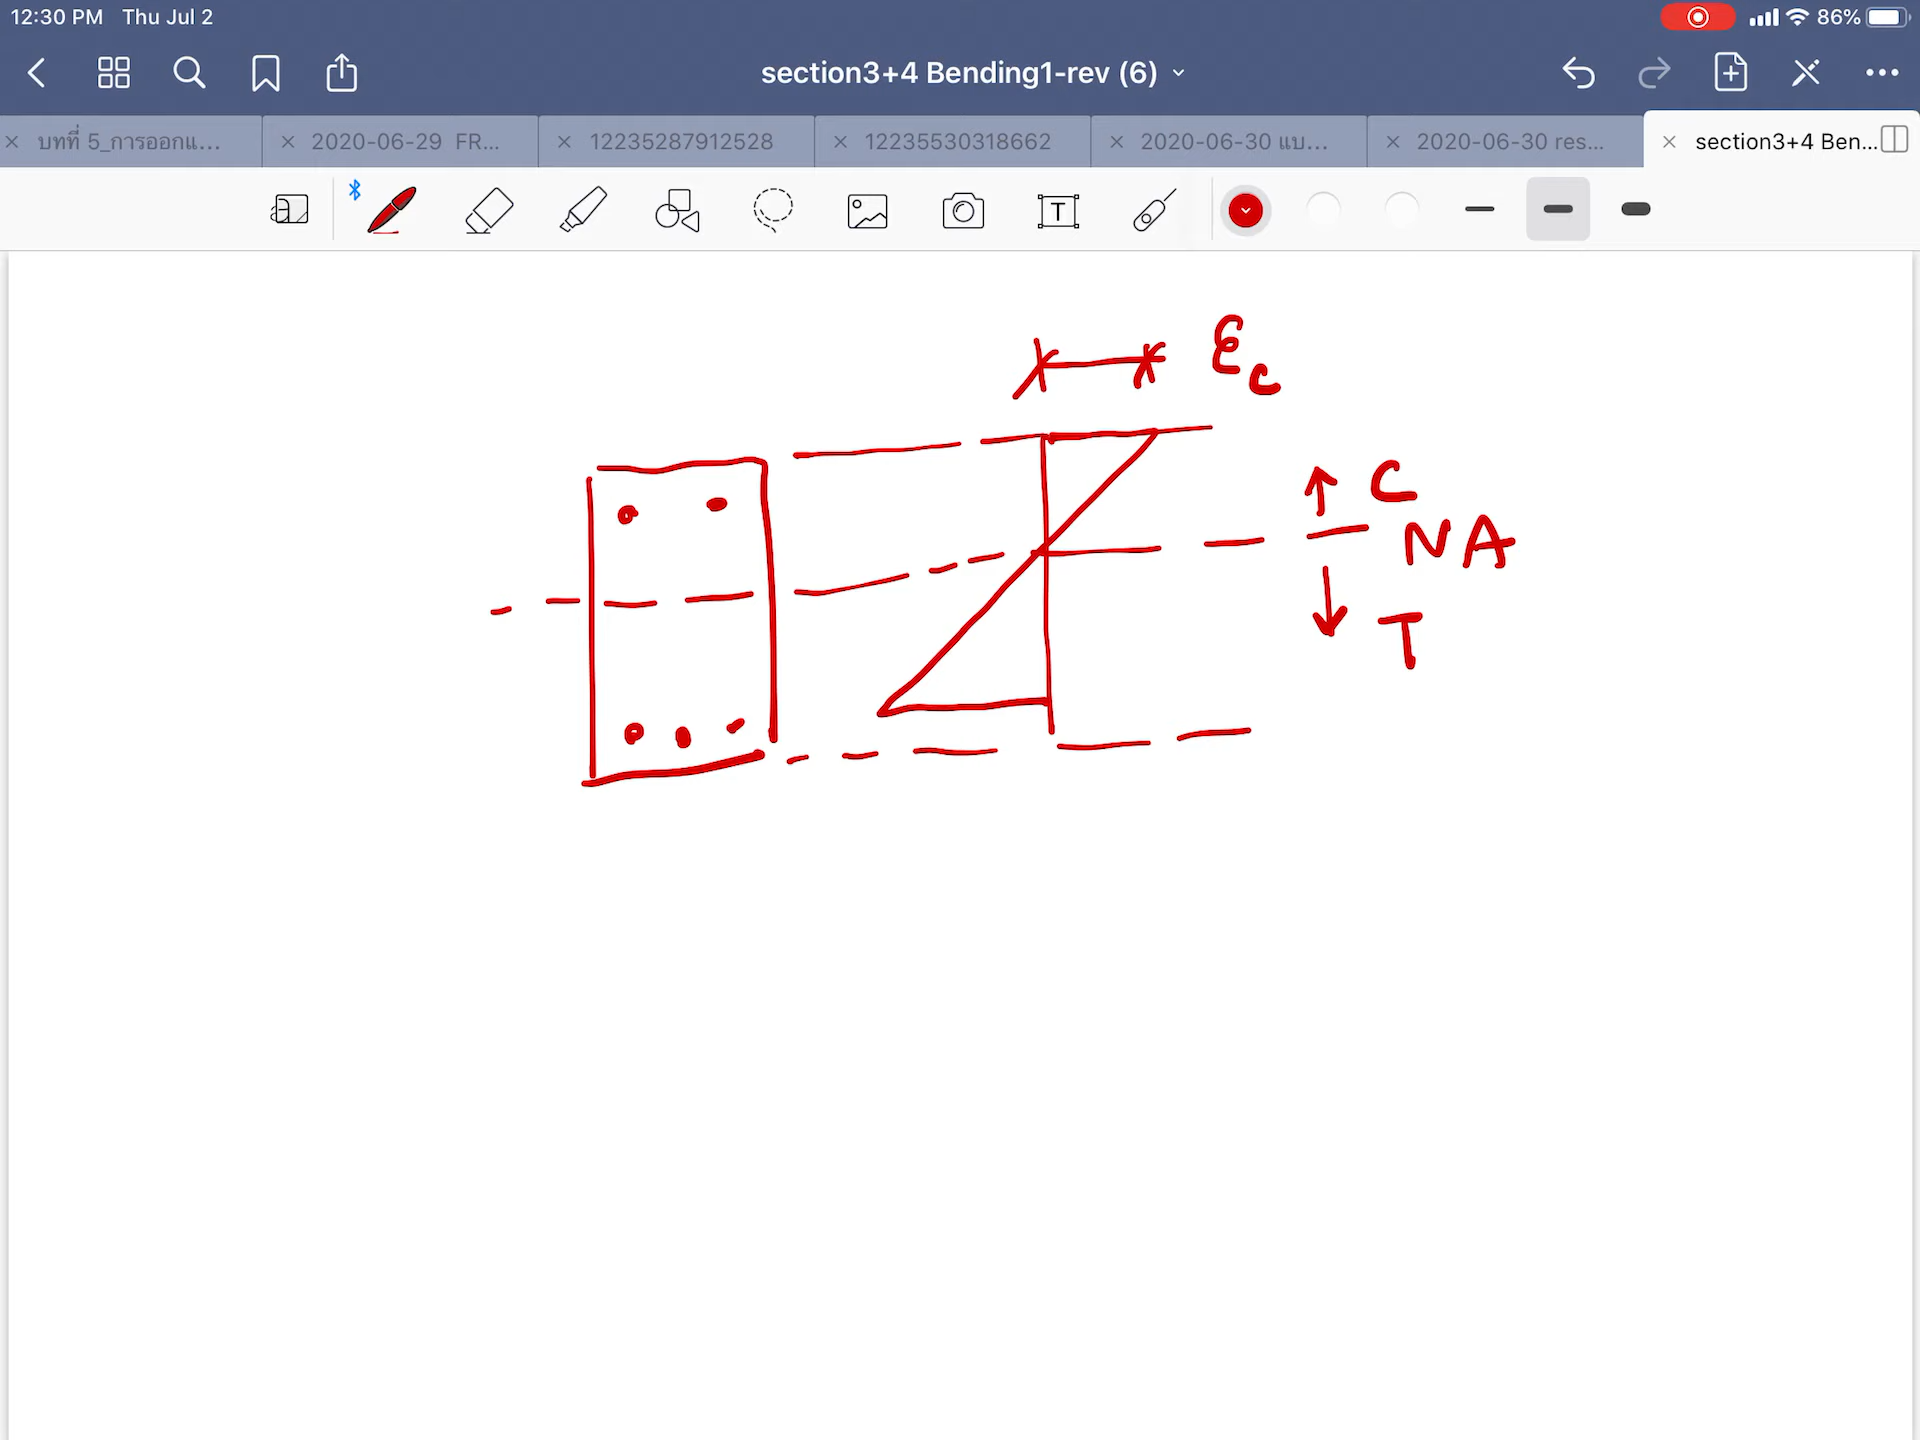 12:30 PM Thu Jul 2
86%
section3+4 Bending1-rev (6)
บทที่ 5_การออกแ...
2020-06-29 FR...
12235287912528
12235530318662
2020-06-30 แบ...
2020-06-30 res...
section3+4 Ben...
a
T
Ɛc
C
NA
T